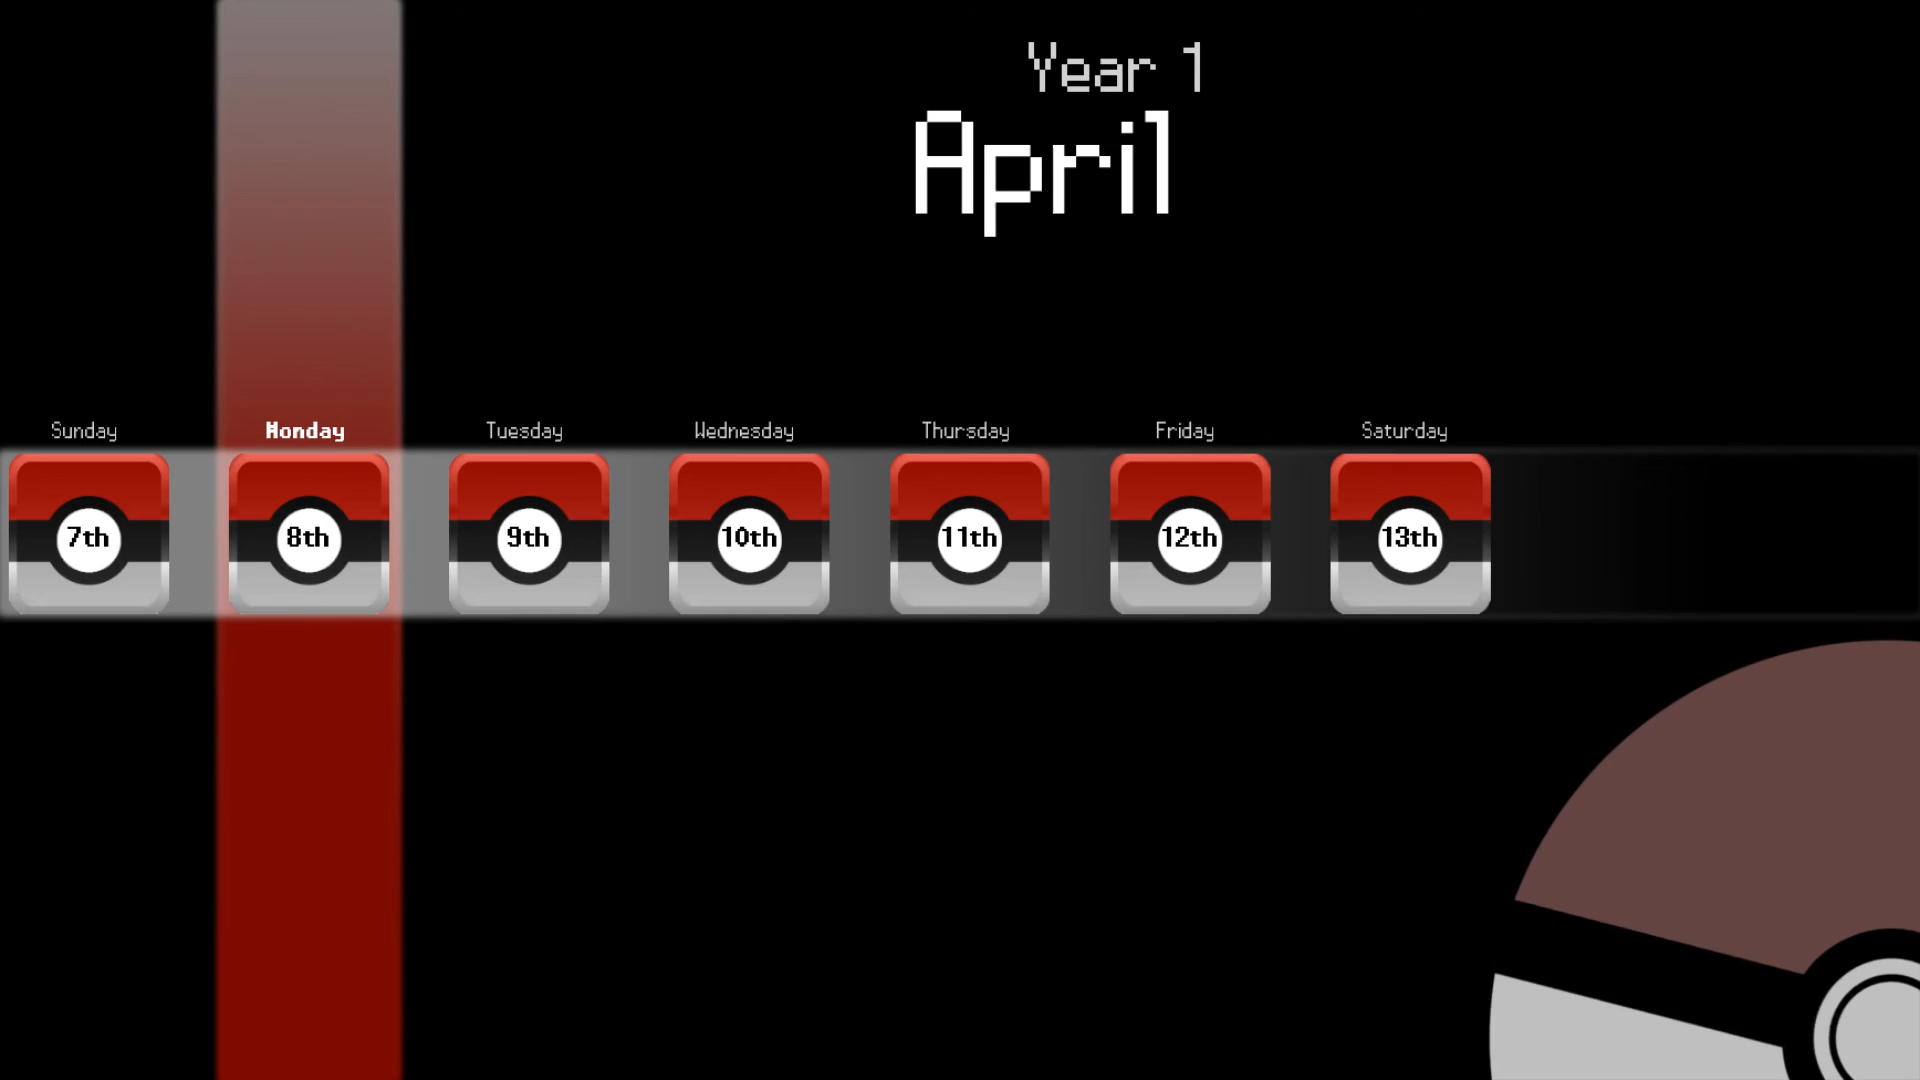 Year 1
April
Sunday Monday Tuesday Wednesday Thursday Friday Saturday
7th 8th 9th 10th 11th 12th 13th